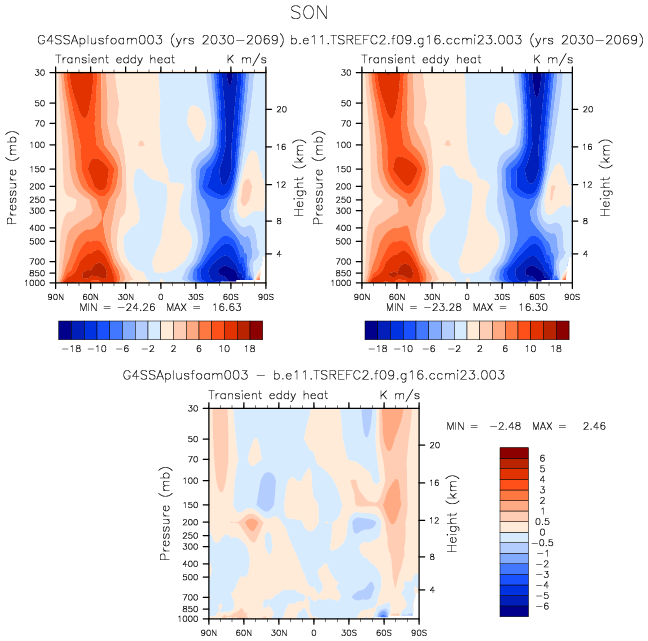 SON
G4SSAplusfoam003 (yrs 2030-2069) b.e11.TSREFC2.f09.g16.ccmi23.003 (yrs 2030-2069)
Transient eddy heat K m/s Transient eddy heat K m/s
30 30
50 20 50 20
70 70
100 16 100 16
150 150
200 12 200 12
250 250
300 8 300 8
400 400
500 4 500 4
700 700
850 850
1000 1000
Pressure (mb) Height (km) Pressure (mb) Height (km)
90N 60N 30N 0 30S 60S 90S 90N 60N 30N 0 30S 60S 90S
MIN = -24.26 MAX = 16.63 MIN = -23.28 MAX = 16.30
-18 -10 -6 -2 2 6 10 18 -18 -10 -6 -2 2 6 10 18
G4SSAplusfoam003 - b.e11.TSREFC2.f09.g16.ccmi23.003
Transient eddy heat K m/s
30
50 20
70
100 16
150
200 12
250
300 8
400
500 4
700
850
1000
Pressure (mb) Height (km)
90N 60N 30N 0 30S 60S 90S
MIN = -2.48 MAX = 2.46
6
5
4
3
2
1
0.5
0
-0.5
-1
-2
-3
-4
-5
-6